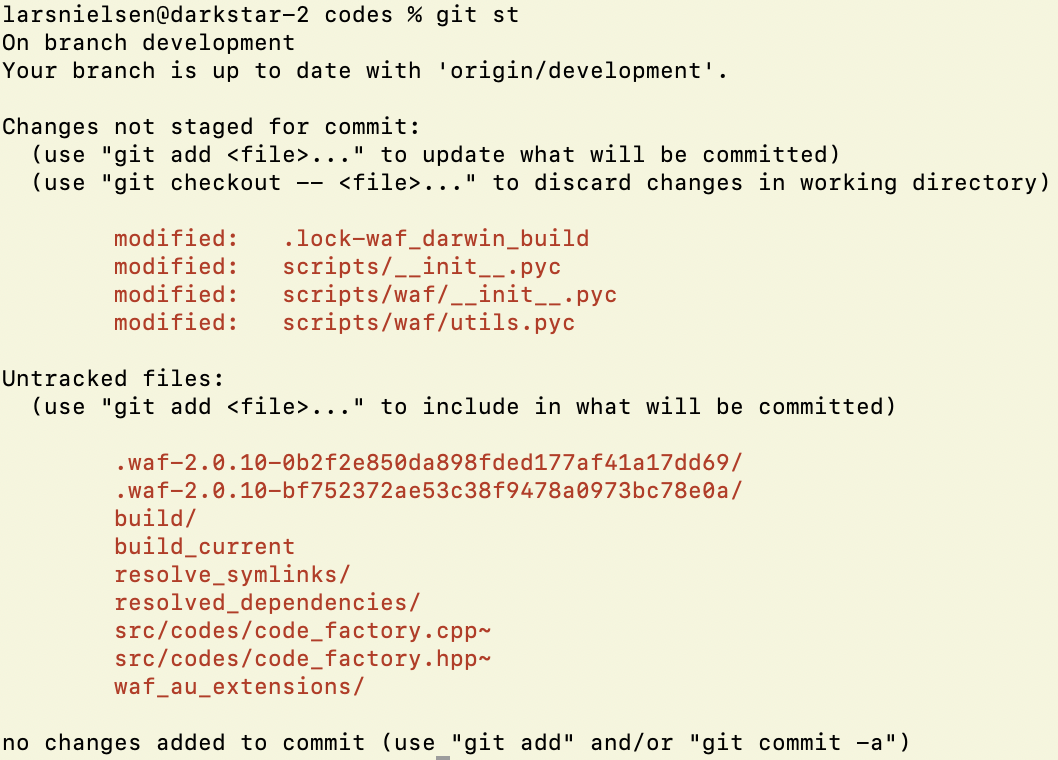 larsnielsen@darkstar-2 codes % git st
On branch development
Your branch is up to date with 'origin/development'.
Changes not staged for commit:
(use "git add <file>..." to update what will be committed)
(use "git checkout -- <file>..." to discard changes in working directory)
modified: .lock-waf_darwin_build
modified: scripts/__init__.pyc
modified: scripts/waf/__init__.pyc
modified: scripts/waf/utils.pyc
Untracked files:
(use "git add <file>..." to include in what will be committed)
.waf-2.0.10-0b2f2e850da898fded177af41a17dd69/
.waf-2.0.10-bf752372ae53c38f9478a0973bc78e0a/
build/
build_current
resolve_symlinks/
resolved_dependencies/
src/codes/code_factory.cpp~
src/codes/code_factory.hpp~
waf_au_extensions/
no changes added to commit (use "git add" and/or "git commit -a")